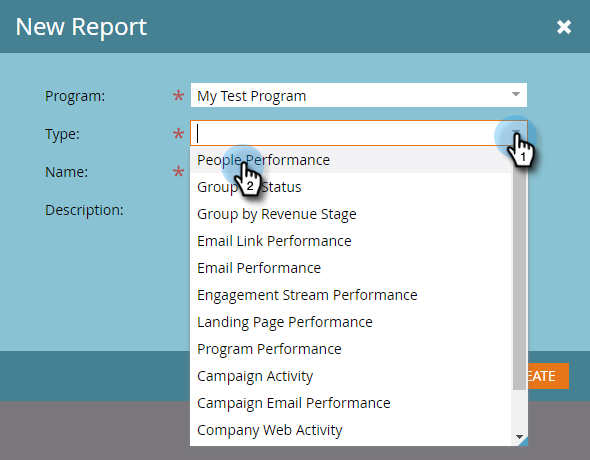 New Report
Program: * My Test Program
Type: *
1
People Performance
Name: *
2
Group by Status
Description:
Group by Revenue Stage
Email Link Performance
Email Performance
Engagement Stream Performance
Landing Page Performance
Program Performance
Campaign Activity
EATE
Campaign Email Performance
Company Web Activity